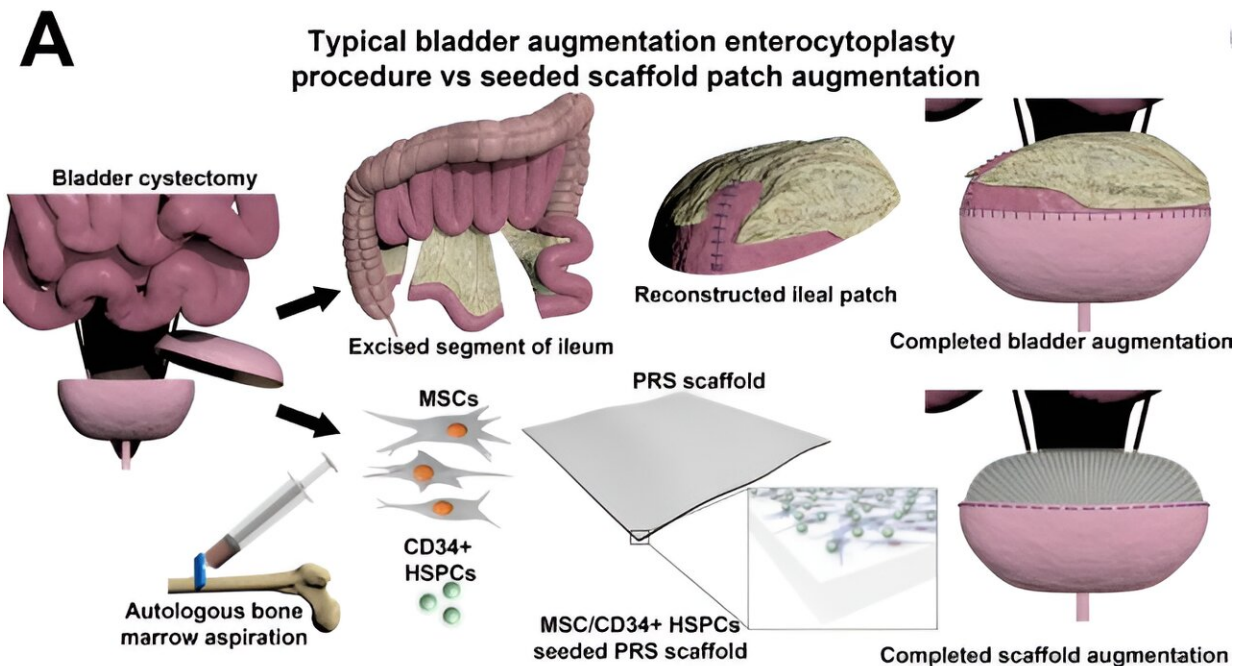 A
Typical bladder augmentation enterocytoplasty
procedure vs seeded scaffold patch augmentation
Bladder cystectomy
Excised segment of ileum
Reconstructed ileal patch
Completed bladder augmentation
MSCs
PRS scaffold
CD34+
HSPCs
Autologous bone
marrow aspiration
MSC/CD34+ HSPCs
seeded PRS scaffold
Completed scaffold augmentation